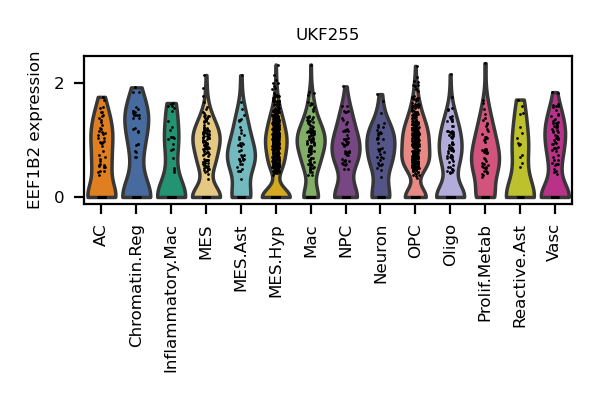 UKF255
EEF1B2 expression
2
0
AC
Chromatin.Reg
Inflammatory.Mac
MES
MES.Ast
MES.Hyp
Mac
NPC
Neuron
OPC
Oligo
Prolif.Metab
Reactive.Ast
Vasc